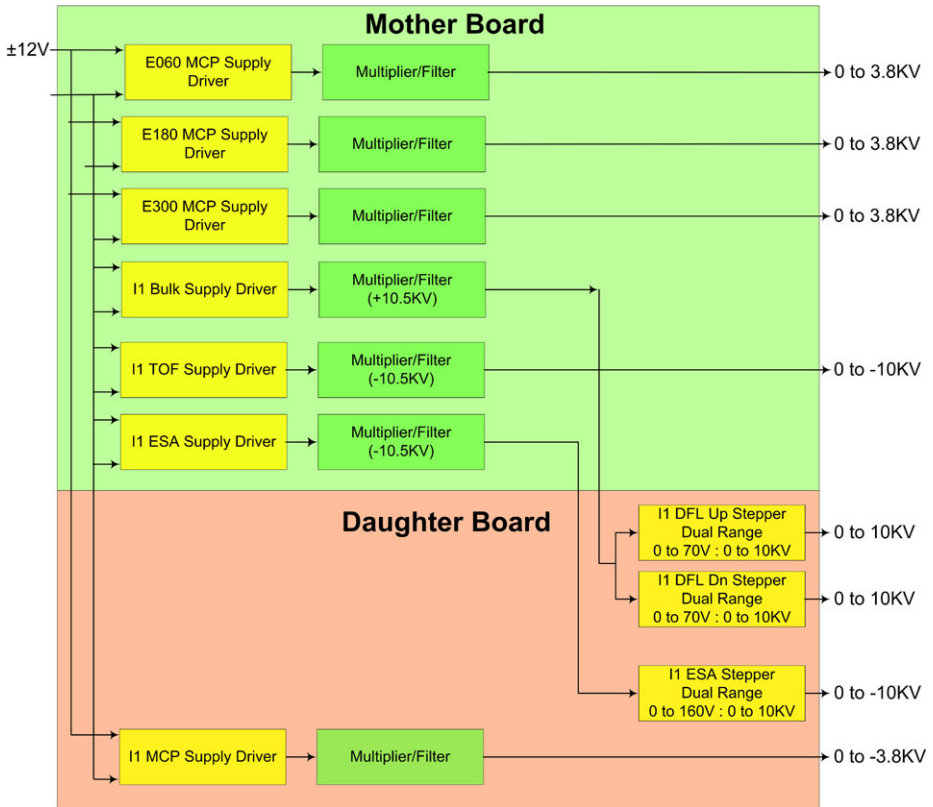 Mother Board
±12V
E060 MCP Supply
Driver
Multiplier/Filter
0 to 3.8KV
E180 MCP Supply
Driver
Multiplier/Filter
0 to 3.8KV
E300 MCP Supply
Driver
Multiplier/Filter
0 to 3.8KV
I1 Bulk Supply Driver
Multiplier/Filter
(+10.5KV)
I1 TOF Supply Driver
Multiplier/Filter
(-10.5KV)
0 to -10KV
I1 ESA Supply Driver
Multiplier/Filter
(-10.5KV)
Daughter Board
I1 DFL Up Stepper
Dual Range
0 to 70V : 0 to 10KV
0 to 10KV
I1 DFL Dn Stepper
Dual Range
0 to 70V : 0 to 10KV
0 to 10KV
I1 ESA Stepper
Dual Range
0 to 160V : 0 to 10KV
0 to -10KV
I1 MCP Supply Driver
Multiplier/Filter
0 to -3.8KV